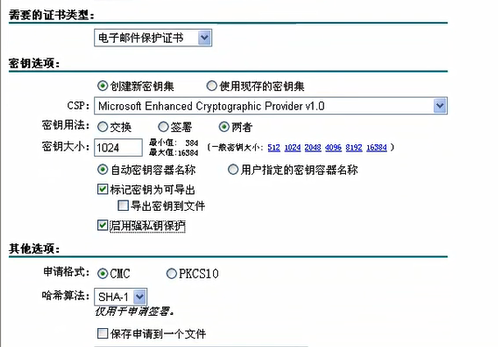 需要的证书类型:
电子邮件保护证书
密钥选项:
创建新密钥集 使用现存的密钥集
CSP: Microsoft Enhanced Cryptographic Provider v1.0
密钥用法: 交换 签署 两者
密钥大小: 1024 最小值: 384 (一般密钥大小: 512 1024 2048 4096 8192 16384 )
最大值:16384
自动密钥容器名称 用户指定的密钥容器名称
标记密钥为可导出
导出密钥到文件
启用强私钥保护
其他选项:
申请格式: CMC PKCS10
哈希算法: SHA-1
仅用于申请签署。
保存申请到一个文件